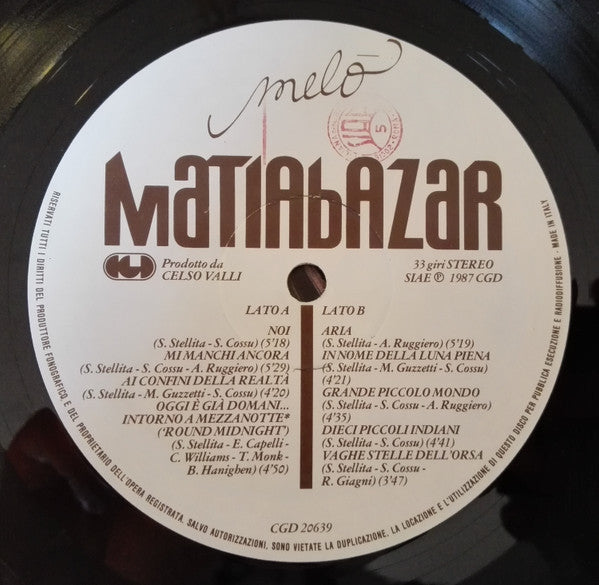 melò
MATIABAZAR
CGD
Prodotto da
CELSO VALLI
33 giri STEREO
SIAE Ⓟ 1987 CGD
LATO A
NOI
(S. Stellita - S. Cossu)
(5'18)
MI MANCHI ANCORA
(S. Stellita - S. Cossu - A. Ruggiero) (5'29)
AI CONFINI DELLA REALTÀ
(S. Stellita - M. Guzzetti - S. Cossu) (4'20)
OGGI È GIÀ DOMANI...
INTORNO A MEZZANOTTE*
('ROUND MIDNIGHT')
(S. Stellita - E. Capelli -
C. Williams - T. Monk -
B. Hanighen) (4'50)
LATO B
ARIA
(S. Stellita - A. Ruggiero) (5'19)
IN NOME DELLA LUNA PIENA
(S. Stellita - M. Guzzetti - S. Cossu)
(4'21)
GRANDE PICCOLO MONDO
(S. Stellita - S. Cossu - A. Ruggiero)
(4'35)
DIECI PICCOLI INDIANI
(S. Stellita - S. Cossu) (4'41)
VAGHE STELLE DELL'ORSA
(S. Stellita - S. Cossu -
R. Giagni) (3'47)
CGD 20639
RISERVATI TUTTI I DIRITTI DEL PRODUTTORE FONOGRAFICO E DEL PROPRIETARIO DELL'OPERA REGISTRATA. SALVO AUTORIZZAZIONI, SONO VIETATE LA DUPLICAZIONE, LA LOCAZIONE E L'UTILIZZAZIONE DI QUESTO DISCO PER PUBBLICA ESECUZIONE E RADIODIFFUSIONE - MADE IN ITALY
5